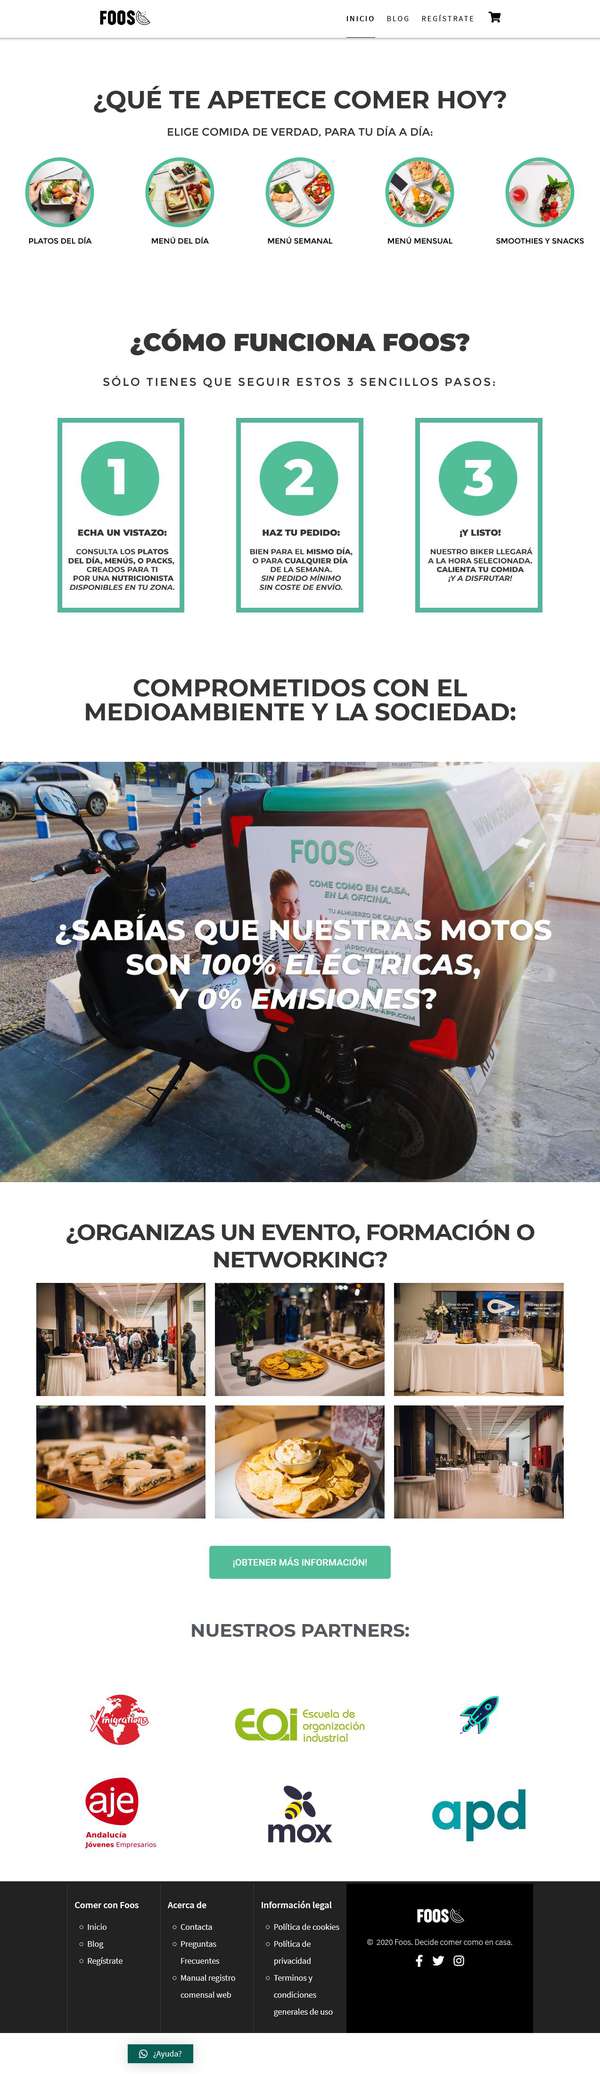 FOOS
INICIO BLOG REGÍSTRATE
¿QUÉ TE APETECE COMER HOY?
ELIGE COMIDA DE VERDAD, PARA TU DÍA A DÍA:
PLATOS DEL DÍA
MENÚ DEL DÍA
MENÚ SEMANAL
MENÚ MENSUAL
SMOOTHIES Y SNACKS
¿CÓMO FUNCIONA FOOS?
SÓLO TIENES QUE SEGUIR ESTOS 3 SENCILLOS PASOS:
1
ECHA UN VISTAZO:
CONSULTA LOS PLATOS
DEL DÍA, MENÚS, O PACKS,
CREADOS PARA TI
POR UNA NUTRICIONISTA
DISPONIBLES EN TU ZONA.
2
HAZ TU PEDIDO:
BIEN PARA EL MISMO DÍA,
O PARA CUALQUIER DÍA
DE LA SEMANA.
SIN PEDIDO MÍNIMO
SIN COSTE DE ENVÍO.
3
¡Y LISTO!
NUESTRO BIKER LLEGARÁ
A LA HORA SELECCIONADA.
CALIENTA TU COMIDA
¡Y A DISFRUTAR!
COMPROMETIDOS CON EL
MEDIOAMBIENTE Y LA SOCIEDAD:
FOOS
COME COMO EN CASA,
EN LA OFICINA.
TU ALMUERZO DE CALIDAD,
¿SABÍAS QUE NUESTRAS MOTOS
SON 100% ELÉCTRICAS,
Y 0% EMISIONES?
SILENCE
¿ORGANIZAS UN EVENTO, FORMACIÓN O
NETWORKING?
¡OBTENER MÁS INFORMACIÓN!
NUESTROS PARTNERS:
Xmigrations
EOI Escuela de
organización
industrial
aje
Andalucía
Jóvenes Empresarios
mox
apd
Comer con Foos
Inicio
Blog
Regístrate
Acerca de
Contacta
Preguntas
Frecuentes
Manual registro
comensal web
Información legal
Política de cookies
Política de
privacidad
Terminos y
condiciones
generales de uso
FOOS
© 2020 Foos. Decide comer como en casa.
¿Ayuda?